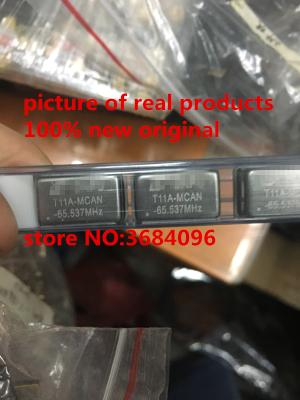 picture of real products
100% new original
T11A-MCAN
-65.537MHz
T11A-MCAN
-65.537MHz
T11A-M
-65.53
store NO:3684096